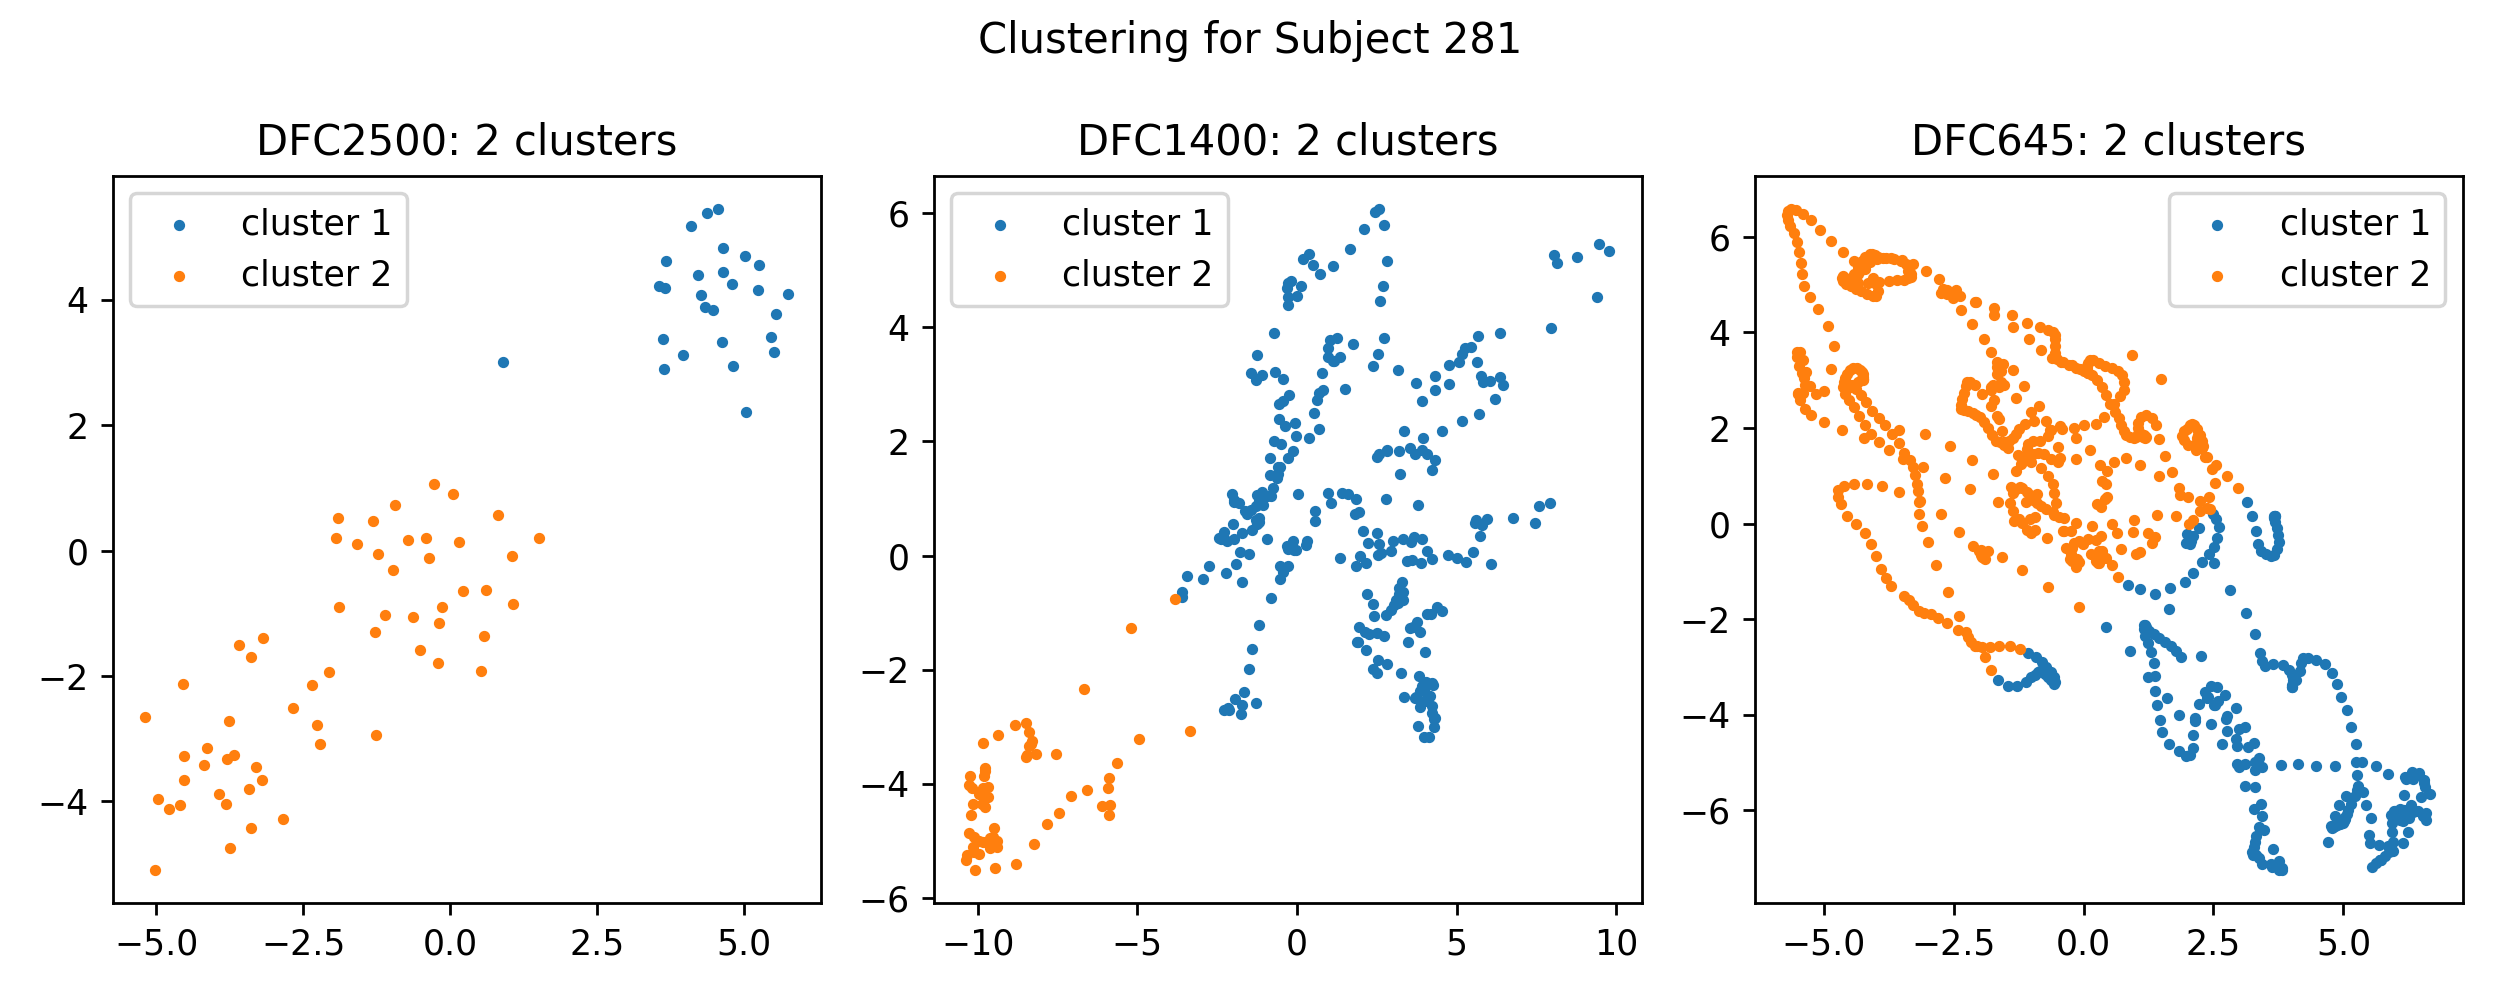 Clustering for Subject 281
DFC2500: 2 clusters
cluster 1
cluster 2
4
2
0
−2
−4
−5.0 −2.5 0.0 2.5 5.0
DFC1400: 2 clusters
cluster 1
cluster 2
6
4
2
0
−2
−4
−6
−10 −5 0 5 10
DFC645: 2 clusters
cluster 1
cluster 2
6
4
2
0
−2
−4
−6
−5.0 −2.5 0.0 2.5 5.0